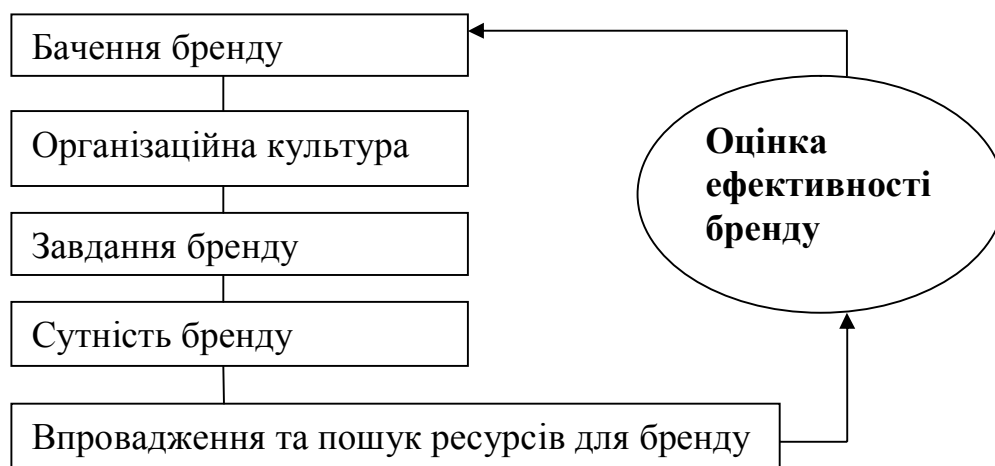 Бачення бренду
Організаційна культура
Завдання бренду
Сутність бренду
Впровадження та пошук ресурсів для бренду
Оцінка
ефективності
бренду